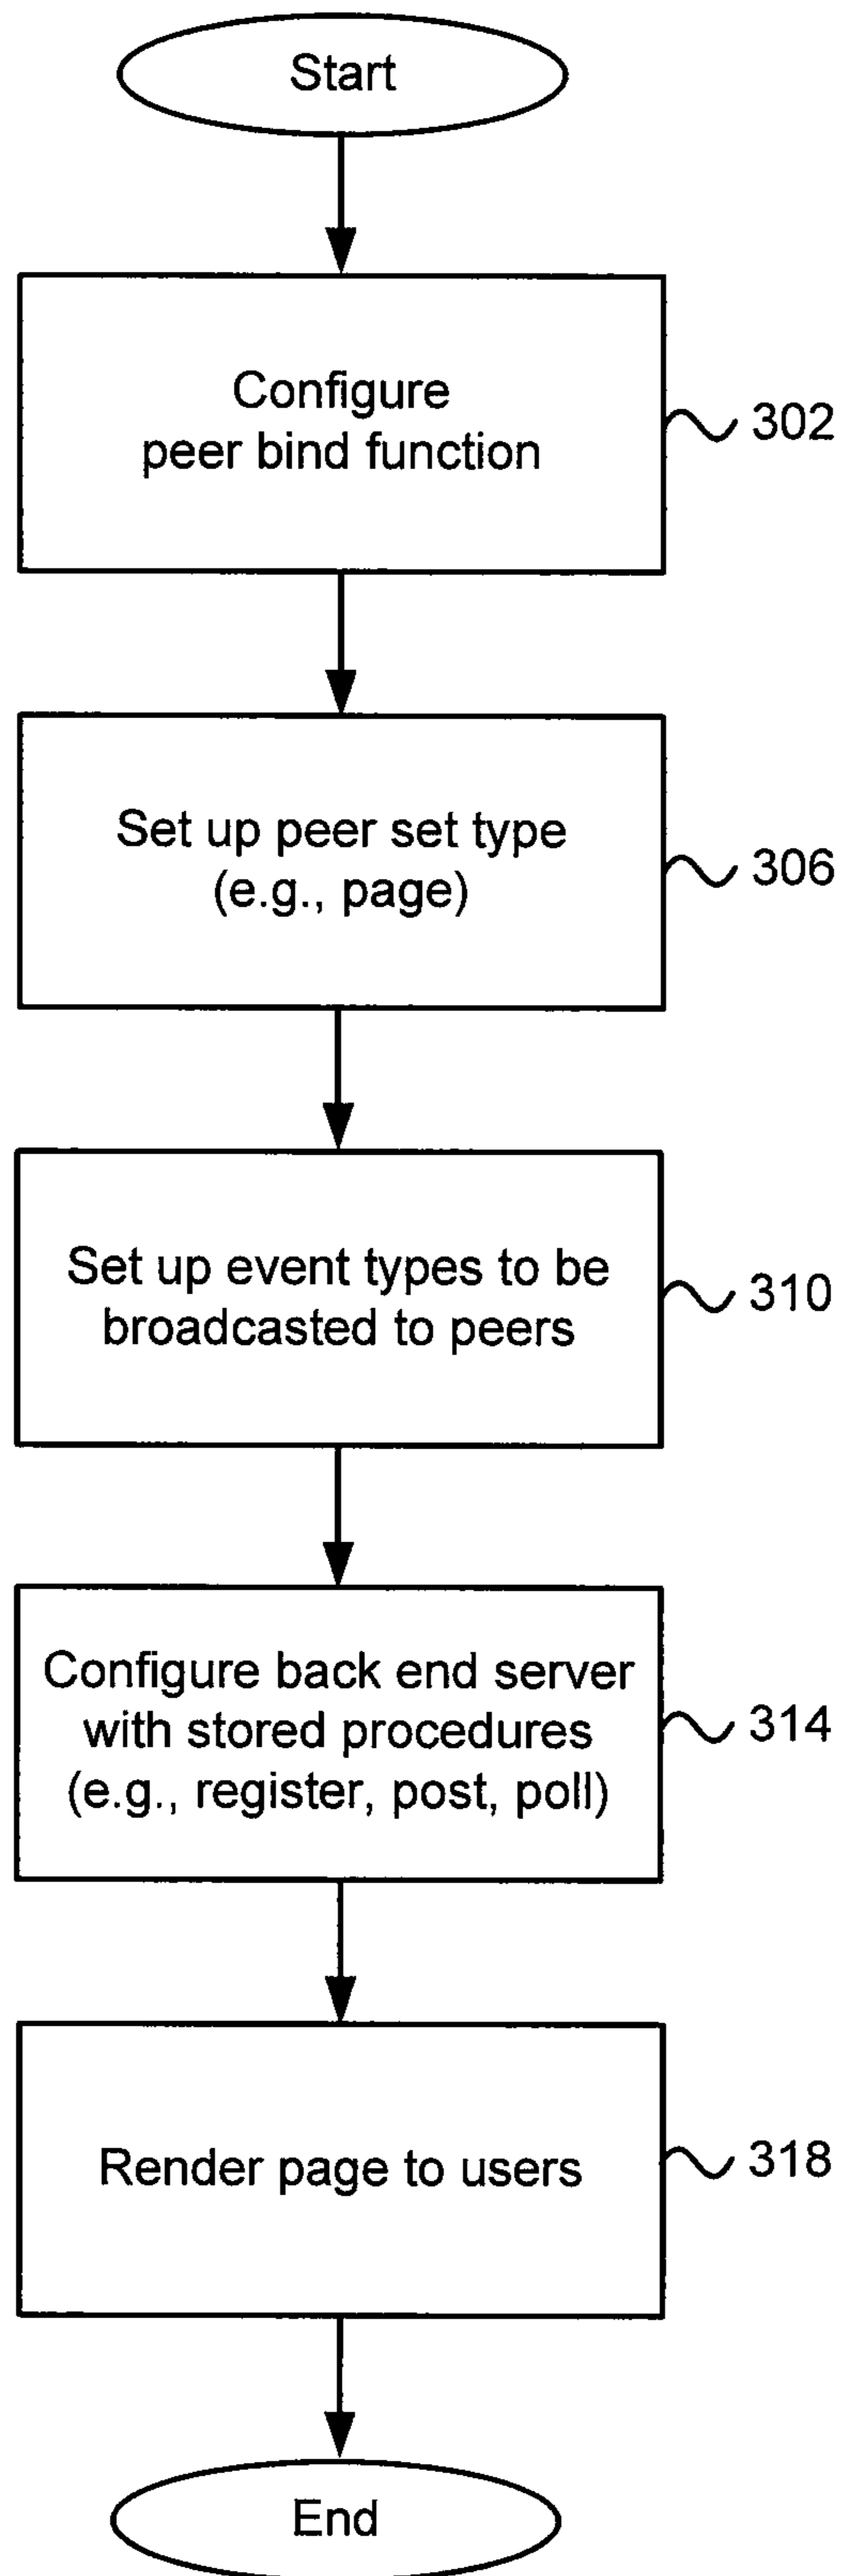 Start
Configure
peer bind function
302
Set up peer set type
(e.g., page)
306
Set up event types to be
broadcasted to peers
310
Configure back end server
with stored procedures
(e.g., register, post, poll)
314
Render page to users
318
End